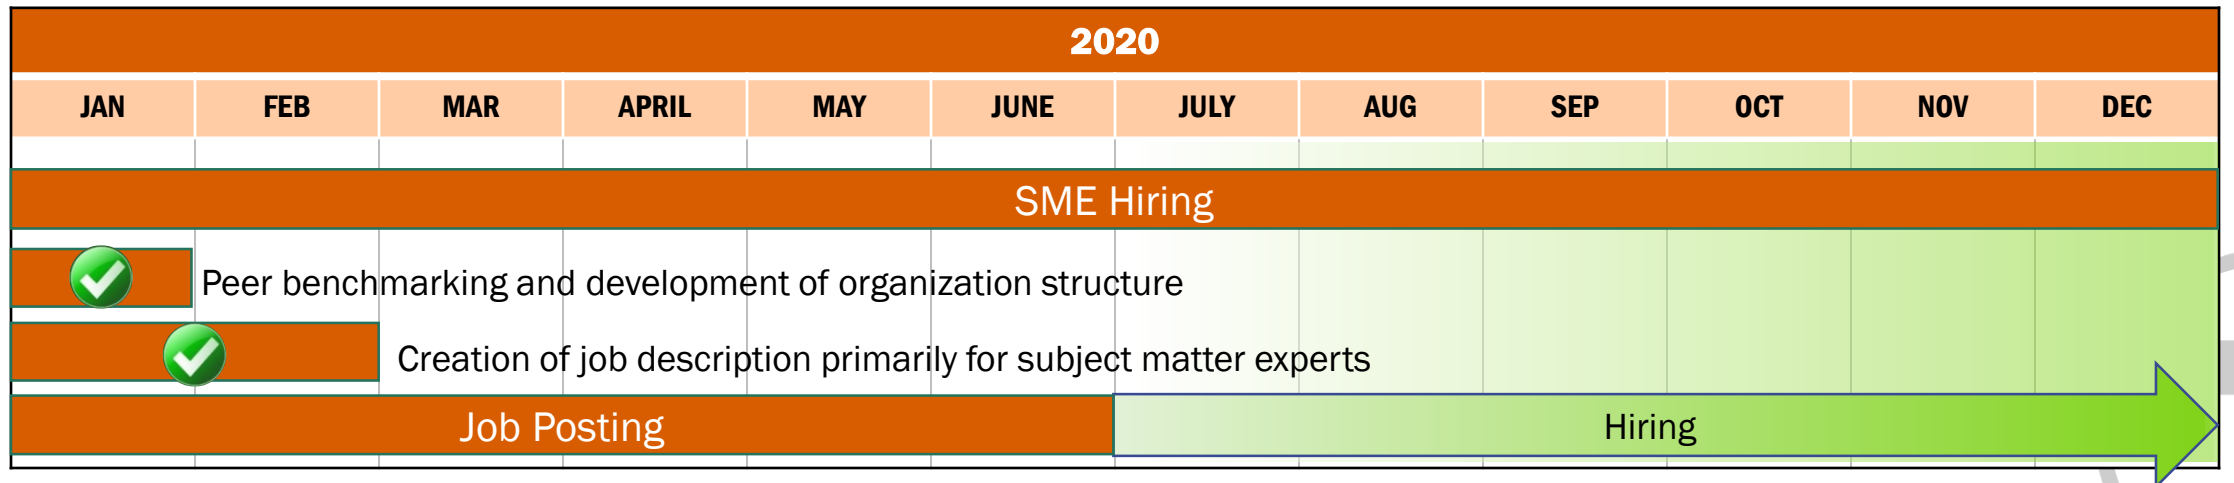 2020
JAN FEB MAR APRIL MAY JUNE JULY AUG SEP OCT NOV DEC
SME Hiring
Peer benchmarking and development of organization structure
Creation of job description primarily for subject matter experts
Job Posting Hiring